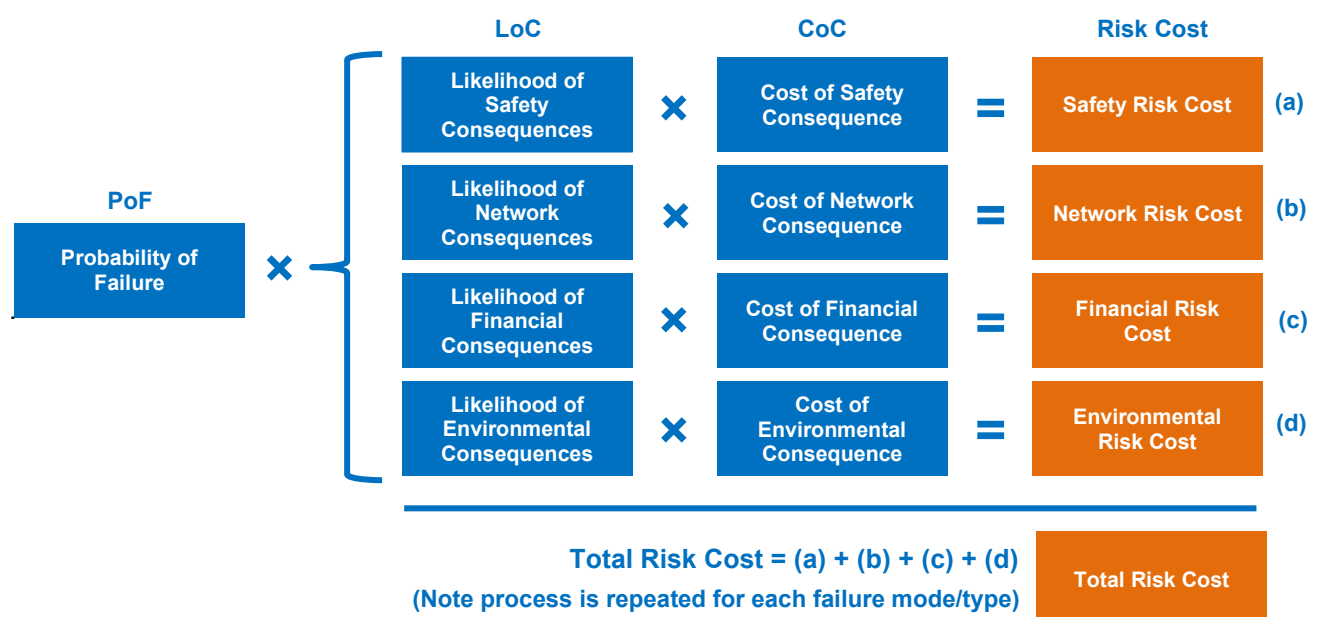 LoC
CoC
Risk Cost
Likelihood of
Safety
Consequences
×
Cost of Safety
Consequence
=
Safety Risk Cost
(a)
PoF
Probability of
Failure
×
Likelihood of
Network
Consequences
×
Cost of Network
Consequence
=
Network Risk Cost
(b)
Likelihood of
Financial
Consequences
×
Cost of Financial
Consequence
=
Financial Risk
Cost
(c)
Likelihood of
Environmental
Consequences
×
Cost of
Environmental
Consequence
=
Environmental
Risk Cost
(d)
Total Risk Cost = (a) + (b) + (c) + (d)
(Note process is repeated for each failure mode/type)
Total Risk Cost